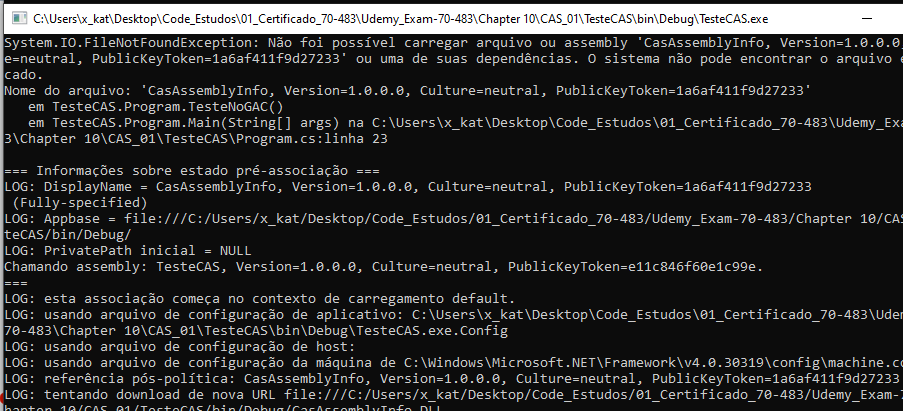 C:\Users\x_kat\Desktop\Code_Estudos\01_Certificado_70-483\Udemy_Exam-70-483\Chapter 10\CAS_01\TesteCAS\bin\Debug\TesteCAS.exe
System.IO.FileNotFoundException: Não foi possível carregar arquivo ou assembly 'CasAssemblyInfo, Version=1.0.0.0,
e=neutral, PublicKeyToken=1a6af411f9d27233' ou uma de suas dependências. O sistema não pode encontrar o arquivo e
cado.
Nome do arquivo: 'CasAssemblyInfo, Version=1.0.0.0, Culture=neutral, PublicKeyToken=1a6af411f9d27233'
em TesteCAS.Program.TesteNoGAC()
em TesteCAS.Program.Main(String[] args) na C:\Users\x_kat\Desktop\Code_Estudos\01_Certificado_70-483\Udemy_Exa
3\Chapter 10\CAS_01\TesteCAS\Program.cs:linha 23
=== Informações sobre estado pré-associação ===
LOG: DisplayName = CasAssemblyInfo, Version=1.0.0.0, Culture=neutral, PublicKeyToken=1a6af411f9d27233
(Fully-specified)
LOG: Appbase = file:///C:/Users/x_kat/Desktop/Code_Estudos/01_Certificado_70-483/Udemy_Exam-70-483/Chapter 10/CAS
teCAS/bin/Debug/
LOG: PrivatePath inicial = NULL
Chamando assembly: TesteCAS, Version=1.0.0.0, Culture=neutral, PublicKeyToken=e11c846f60e1c99e.
===
LOG: esta associação começa no contexto de carregamento default.
LOG: usando arquivo de configuração de aplicativo: C:\Users\x_kat\Desktop\Code_Estudos\01_Certificado_70-483\Ude
70-483\Chapter 10\CAS_01\TesteCAS\bin\Debug\TesteCAS.exe.Config
LOG: usando arquivo de configuração de host:
LOG: usando arquivo de configuração da máquina de C:\Windows\Microsoft.NET\Framework\v4.0.30319\config\machine.co
LOG: referência pós-política: CasAssemblyInfo, Version=1.0.0.0, Culture=neutral, PublicKeyToken=1a6af411f9d27233
LOG: tentando download de nova URL file:///C:/Users/x_kat/Desktop/Code_Estudos/01_Certificado_70-483/Udemy_Exam-7
hapter 10/CAS_01/TesteCAS/bin/Debug/CasAssemblyInfo.DLL